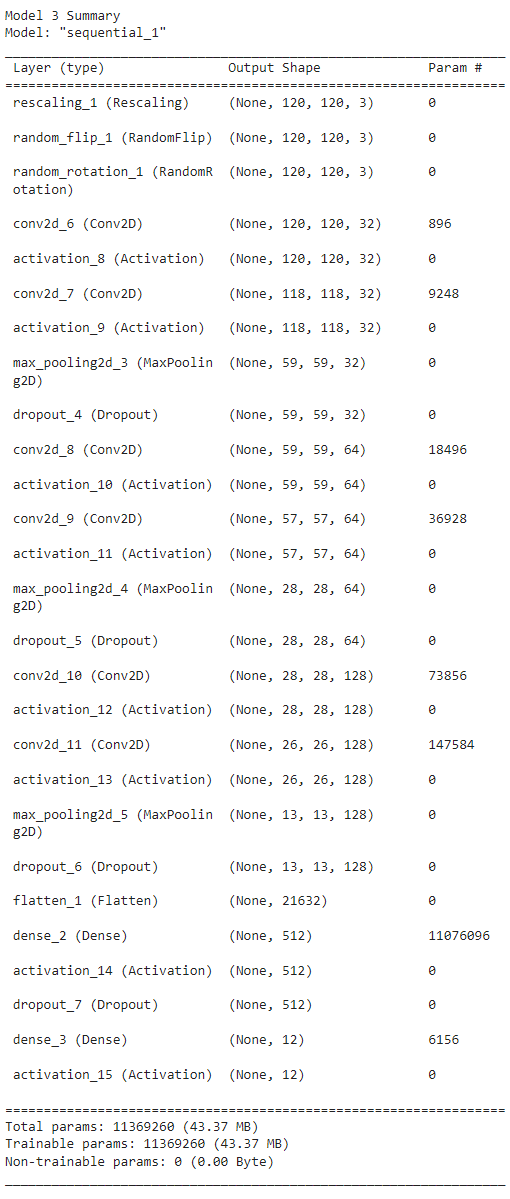 Model 3 Summary
Model: "sequential_1"
_________________________________________________________________
Layer (type) Output Shape Param #
=================================================================
rescaling_1 (Rescaling) (None, 120, 120, 3) 0
random_flip_1 (RandomFlip) (None, 120, 120, 3) 0
random_rotation_1 (RandomR (None, 120, 120, 3) 0
otation)
conv2d_6 (Conv2D) (None, 120, 120, 32) 896
activation_8 (Activation) (None, 120, 120, 32) 0
conv2d_7 (Conv2D) (None, 118, 118, 32) 9248
activation_9 (Activation) (None, 118, 118, 32) 0
max_pooling2d_3 (MaxPoolin (None, 59, 59, 32) 0
g2D)
dropout_4 (Dropout) (None, 59, 59, 32) 0
conv2d_8 (Conv2D) (None, 59, 59, 64) 18496
activation_10 (Activation) (None, 59, 59, 64) 0
conv2d_9 (Conv2D) (None, 57, 57, 64) 36928
activation_11 (Activation) (None, 57, 57, 64) 0
max_pooling2d_4 (MaxPoolin (None, 28, 28, 64) 0
g2D)
dropout_5 (Dropout) (None, 28, 28, 64) 0
conv2d_10 (Conv2D) (None, 28, 28, 128) 73856
activation_12 (Activation) (None, 28, 28, 128) 0
conv2d_11 (Conv2D) (None, 26, 26, 128) 147584
activation_13 (Activation) (None, 26, 26, 128) 0
max_pooling2d_5 (MaxPoolin (None, 13, 13, 128) 0
g2D)
dropout_6 (Dropout) (None, 13, 13, 128) 0
flatten_1 (Flatten) (None, 21632) 0
dense_2 (Dense) (None, 512) 11076096
activation_14 (Activation) (None, 512) 0
dropout_7 (Dropout) (None, 512) 0
dense_3 (Dense) (None, 12) 6156
activation_15 (Activation) (None, 12) 0
=================================================================
Total params: 11369260 (43.37 MB)
Trainable params: 11369260 (43.37 MB)
Non-trainable params: 0 (0.00 Byte)
_________________________________________________________________